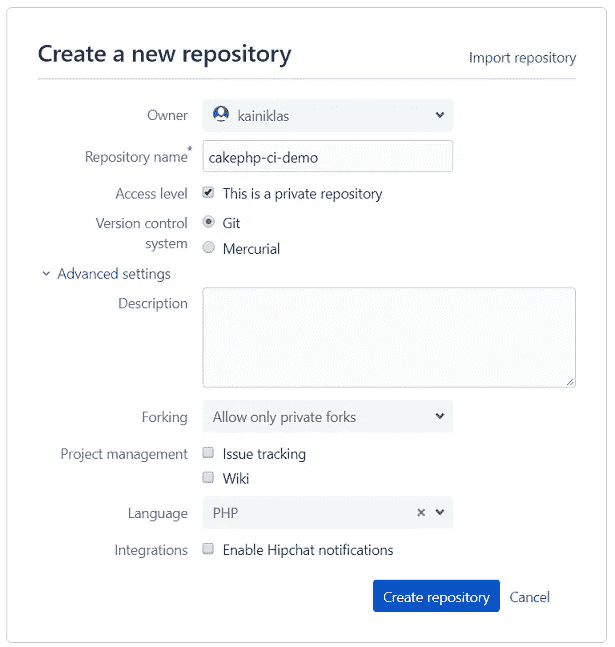 Create a new repository
Import repository
Owner kainiklas
Repository name* cakephp-ci-demo
Access level This is a private repository
Version control system Git
Mercurial
Advanced settings
Description
Forking Allow only private forks
Project management Issue tracking
Wiki
Language PHP
Integrations Enable Hipchat notifications
Create repository Cancel